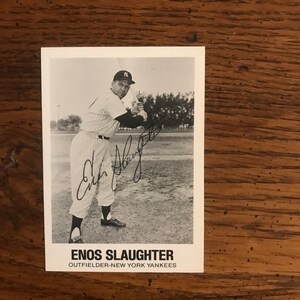 Enos Slaughter
ENOS SLAUGHTER
OUTFIELDER-NEW YORK YANKEES